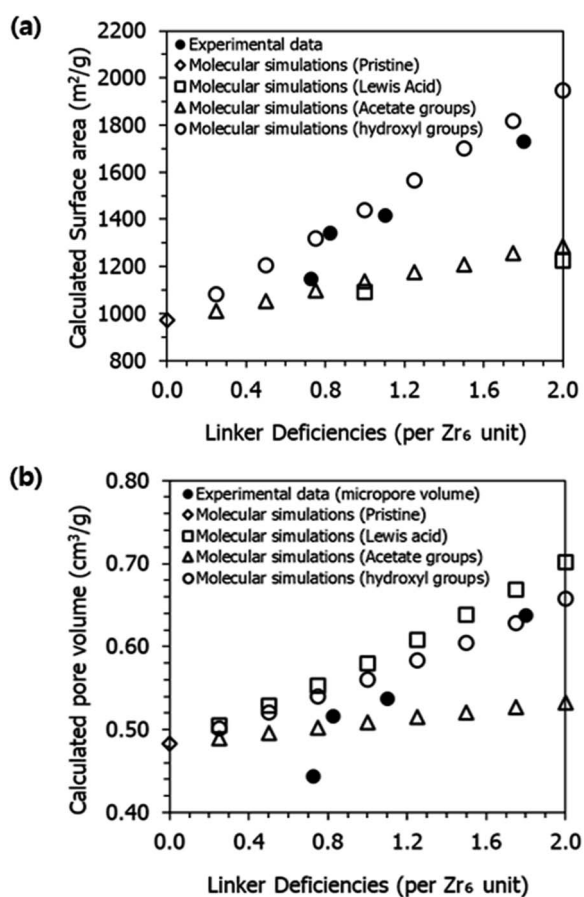 (a)
2200
2000
1800
1600
1400
1200
1000
800
Calculated Surface area (m²/g)
Experimental data
Molecular simulations (Pristine)
Molecular simulations (Lewis Acid)
Molecular simulations (Acetate groups)
Molecular simulations (hydroxyl groups)
0.0 0.4 0.8 1.2 1.6 2.0
Linker Deficiencies (per Zr₆ unit)
(b)
0.80
0.70
0.60
0.50
0.40
Calculated pore volume (cm³/g)
Experimental data (micropore volume)
Molecular simulations (Pristine)
Molecular simulations (Lewis acid)
Molecular simulations (Acetate groups)
Molecular simulations (hydroxyl groups)
0.0 0.4 0.8 1.2 1.6 2.0
Linker Deficiencies (per Zr₆ unit)